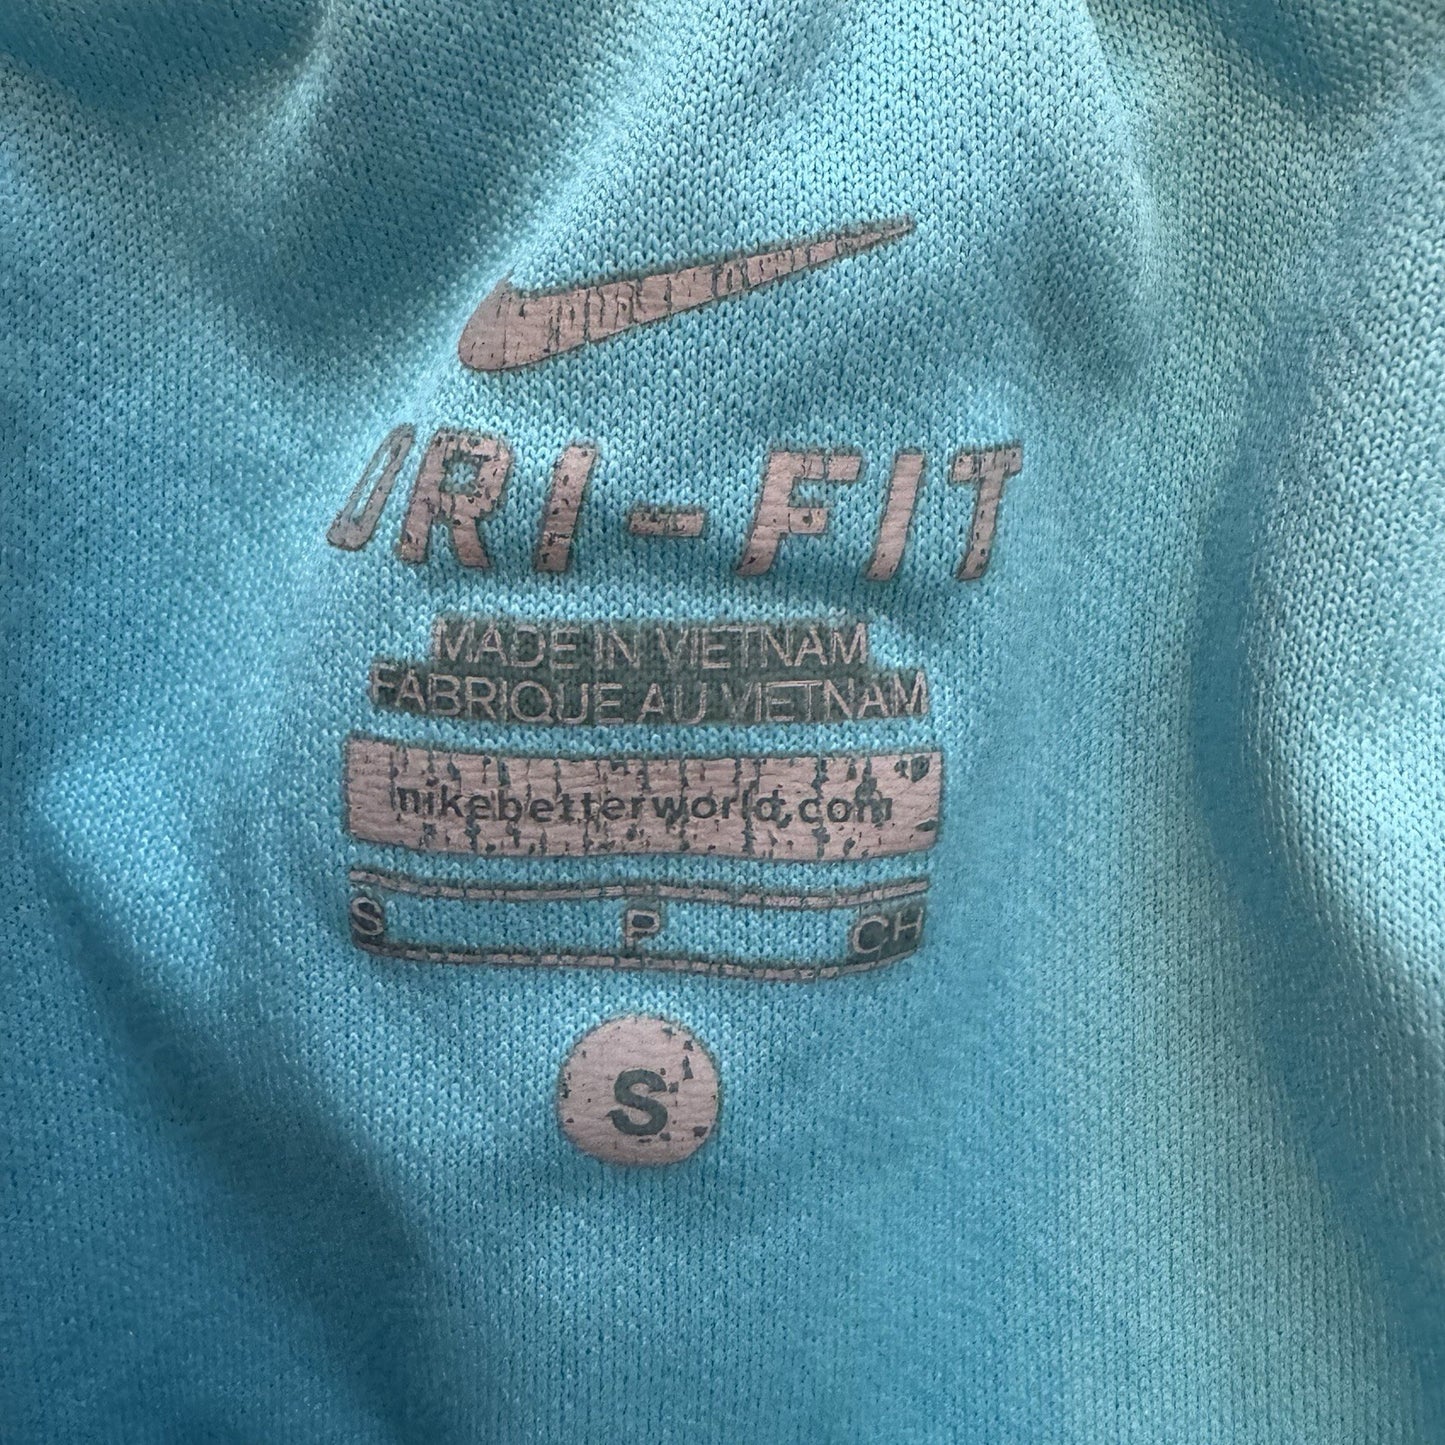 DRI-FIT
MADE IN VIETNAM
FABRIQUE AU VIETNAM
nikebetterworld.com
S P CH
S